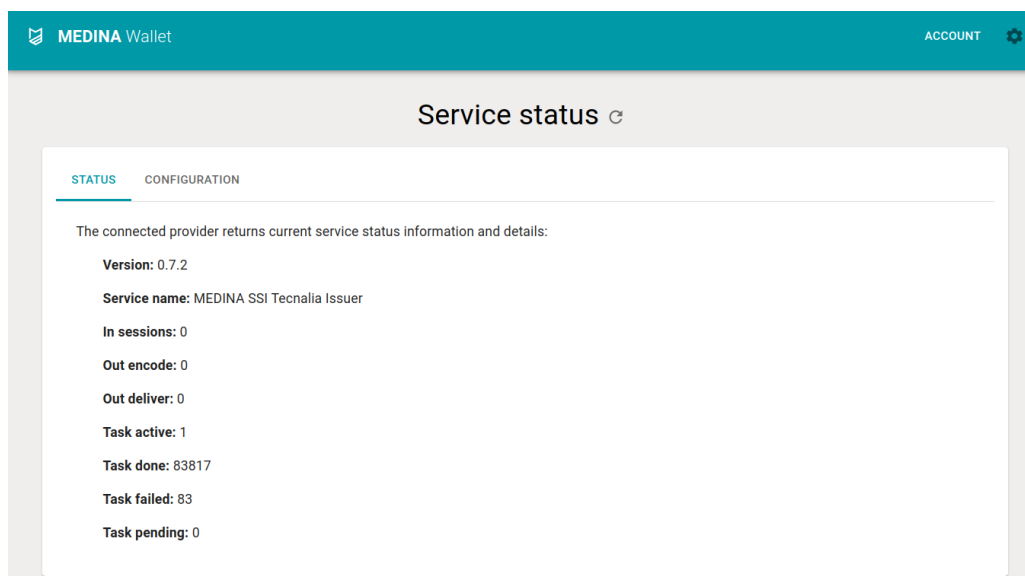 MEDINA Wallet
ACCOUNT
Service status
STATUS CONFIGURATION
The connected provider returns current service status information and details:
Version: 0.7.2
Service name: MEDINA SSI Tecnalia Issuer
In sessions: 0
Out encode: 0
Out deliver: 0
Task active: 1
Task done: 83817
Task failed: 83
Task pending: 0